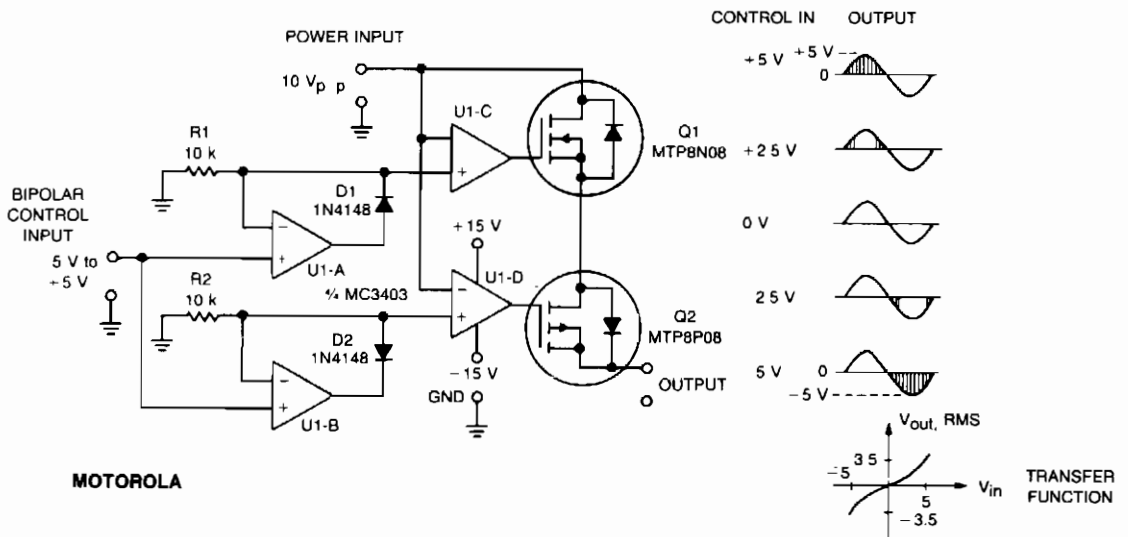 CONTROL IN OUTPUT
POWER INPUT
10 Vp p
+5 V
+5 V
0
U1-C
Q1
MTP8N08
R1
10 k
+2 5 V
BIPOLAR
CONTROL
INPUT
D1
1N4148
−
+
5 V to
+5 V
U1-A
+15 V
0 V
R2
10 k
¼ MC3403
U1-D
−
+
Q2
MTP8P08
2 5 V
D2
1N4148
−15 V
GND
OUTPUT
5 V
0
−5 V
−
+
U1-B
MOTOROLA
Vout, RMS
3 5
−5
5
−3.5
Vin
TRANSFER
FUNCTION